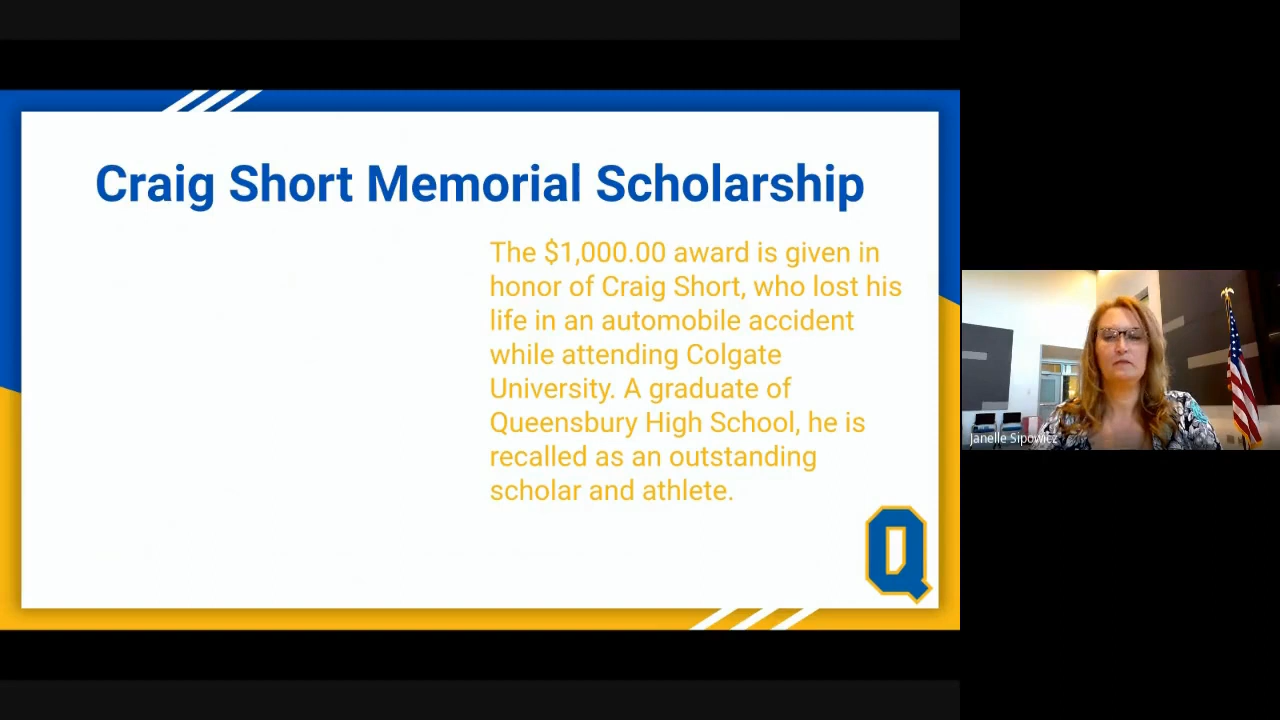 Craig Short Memorial Scholarship
The $1,000.00 award is given in
honor of Craig Short, who lost his
life in an automobile accident
while attending Colgate
University. A graduate of
Queensbury High School, he is
recalled as an outstanding
scholar and athlete.
Q
Janelle Sipowicz